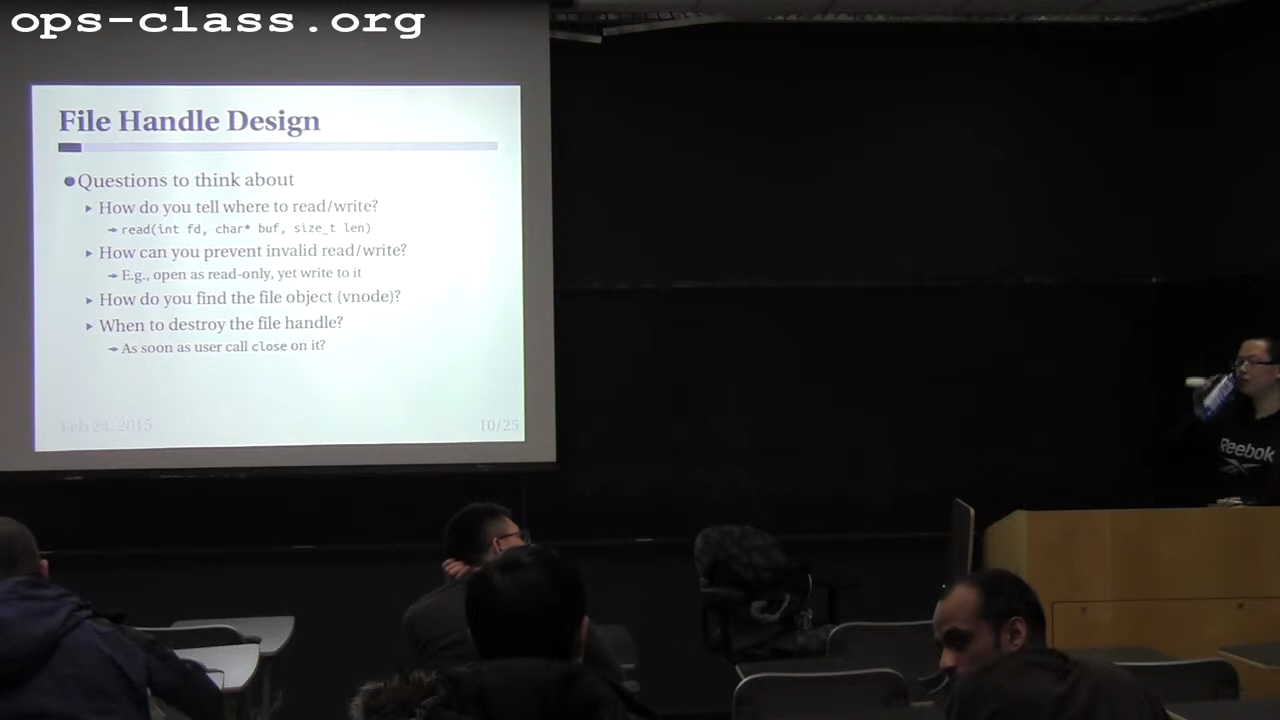 ops-class.org
File Handle Design
Questions to think about
How do you tell where to read/write?
read(int fd, char* buf, size_t len)
How can you prevent invalid read/write?
E.g., open as read-only, yet write to it
How do you find the file object (vnode)?
When to destroy the file handle?
As soon as user call close on it?
Feb 24, 2015
10/25
Reebok